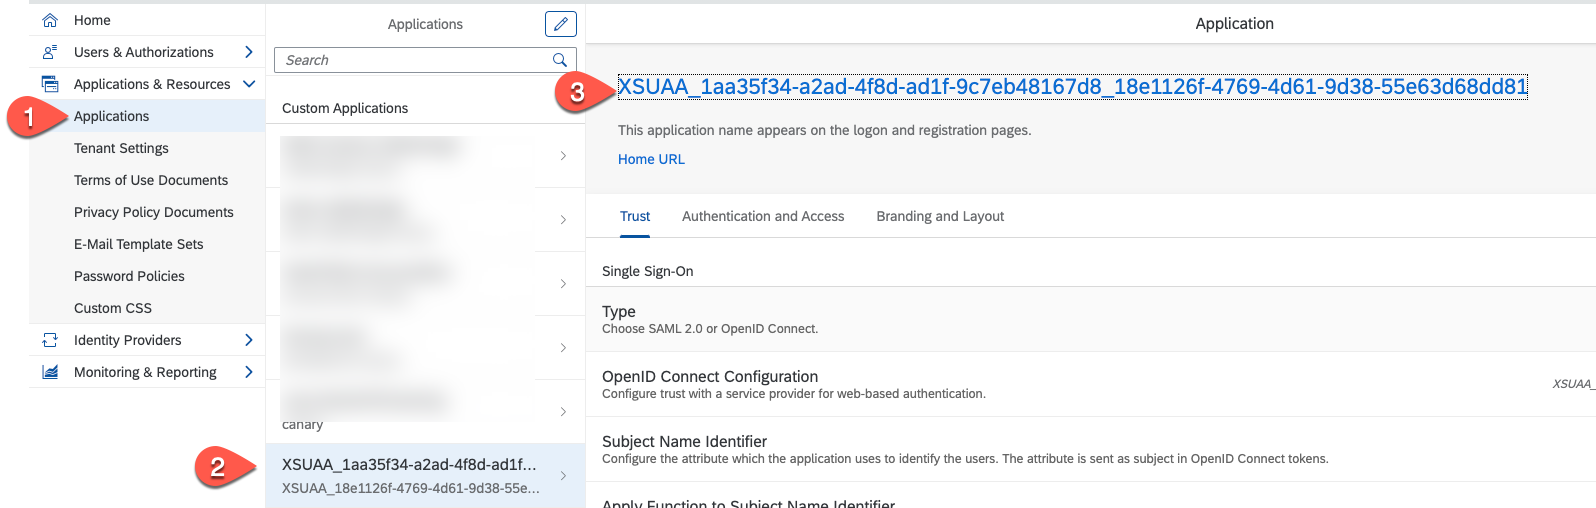 Home
Users & Authorizations
Applications & Resources
1
Applications
Tenant Settings
Terms of Use Documents
Privacy Policy Documents
E-Mail Template Sets
Password Policies
Custom CSS
Identity Providers
Monitoring & Reporting
Applications
Search
Custom Applications
canary
2
XSUAA_1aa35f34-a2ad-4f8d-ad1f...
XSUAA_18e1126f-4769-4d61-9d38-55e...
Application
3
XSUAA_1aa35f34-a2ad-4f8d-ad1f-9c7eb48167d8_18e1126f-4769-4d61-9d38-55e63d68dd81
This application name appears on the logon and registration pages.
Home URL
Trust Authentication and Access Branding and Layout
Single Sign-On
Type
Choose SAML 2.0 or OpenID Connect.
OpenID Connect Configuration
Configure trust with a service provider for web-based authentication.
XSUAA_
Subject Name Identifier
Configure the attribute which the application uses to identify the users. The attribute is sent as subject in OpenID Connect tokens.
Apply Function to Subject Name Identifier